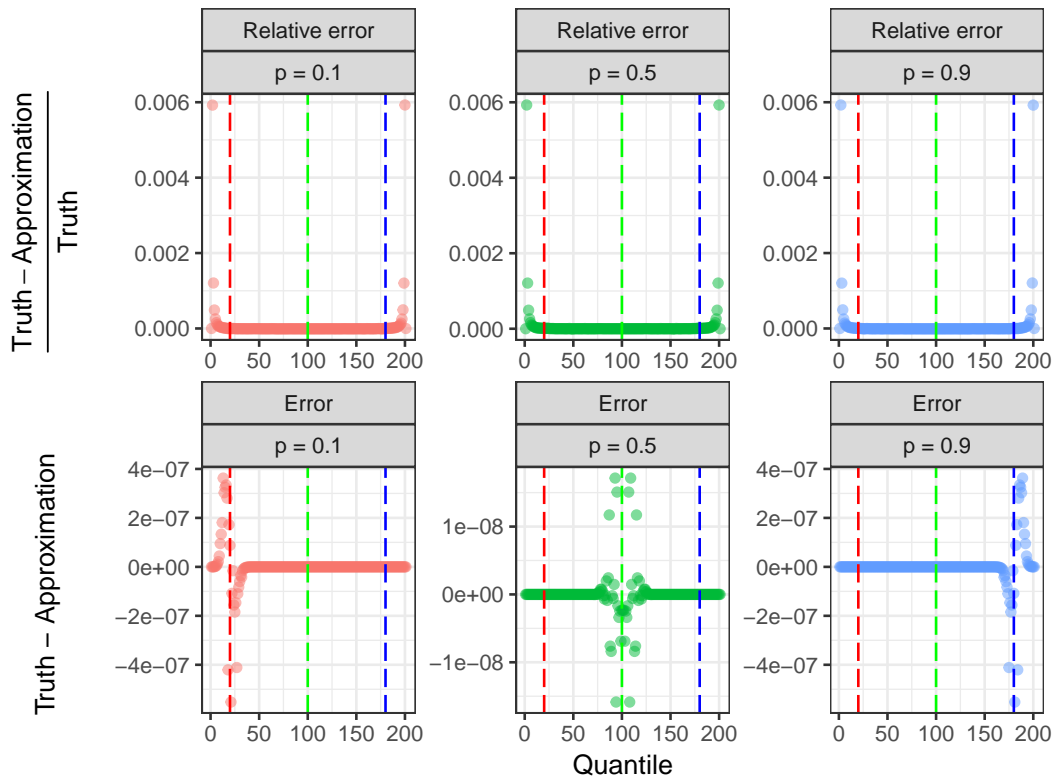 Relative error Relative error Relative error
p = 0.1 p = 0.5 p = 0.9
Truth − Approximation
Truth
0.006 0.006 0.006
0.004 0.004 0.004
0.002 0.002 0.002
0.000 0.000 0.000
0 50 100 150 200 0 50 100 150 200 0 50 100 150 200
Error Error Error
p = 0.1 p = 0.5 p = 0.9
Truth − Approximation
4e−07 4e−07
2e−07 1e−08 2e−07
0e+00 0e+00 0e+00
−2e−07 −1e−08 −2e−07
−4e−07 −4e−07
0 50 100 150 200 0 50 100 150 200 0 50 100 150 200
Quantile